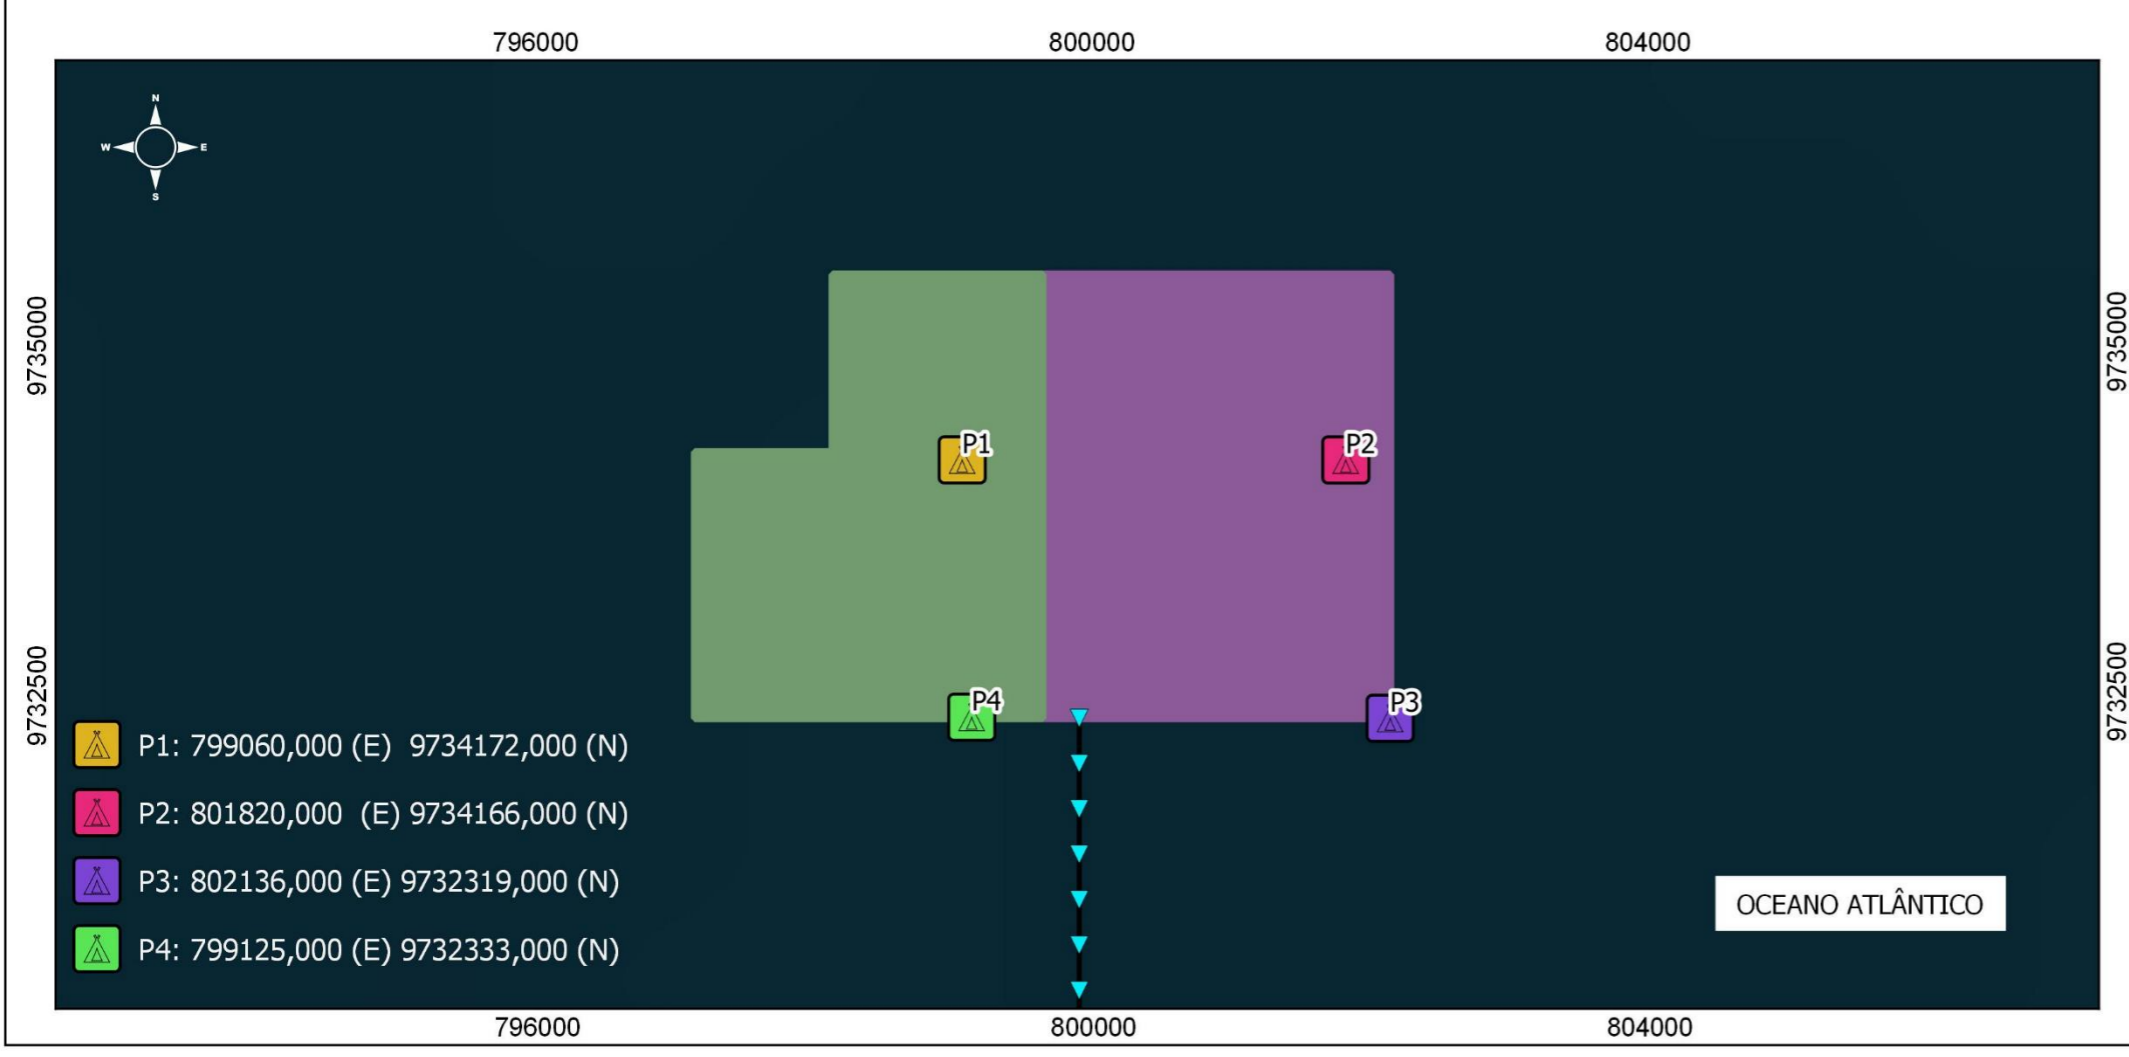 796000 800000 804000
N
W E
S
9735000 9735000
P1 P2
9732500 9732500
P4 P3
P1: 799060,000 (E)  9734172,000 (N)
P2: 801820,000  (E) 9734166,000 (N)
P3: 802136,000 (E) 9732319,000 (N)
OCEANO ATLÂNTICO
P4: 799125,000 (E) 9732333,000 (N)
796000 800000 804000